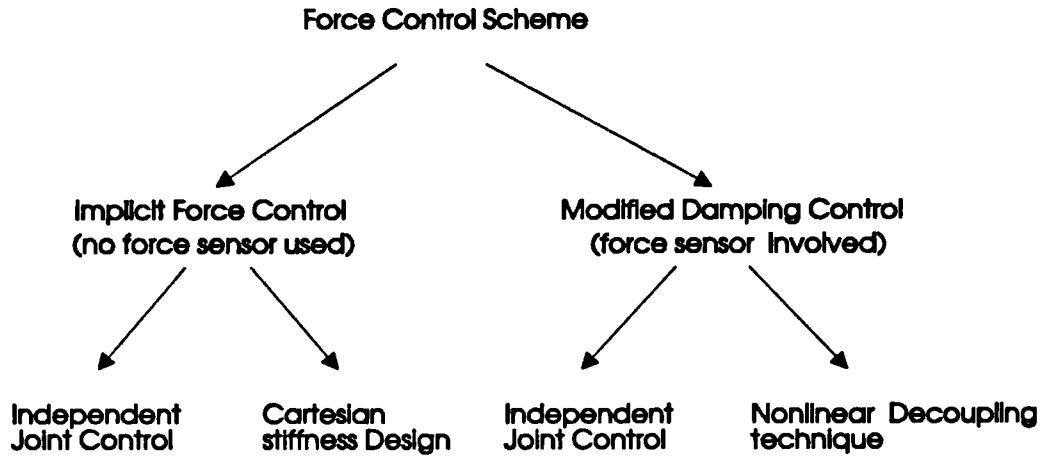 Force Control Scheme
Implicit Force Control
(no force sensor used)
Modified Damping Control
(force sensor Involved)
Independent
Joint Control
Cartesian
stiffness Design
Independent
Joint Control
Nonlinear Decoupling
technique